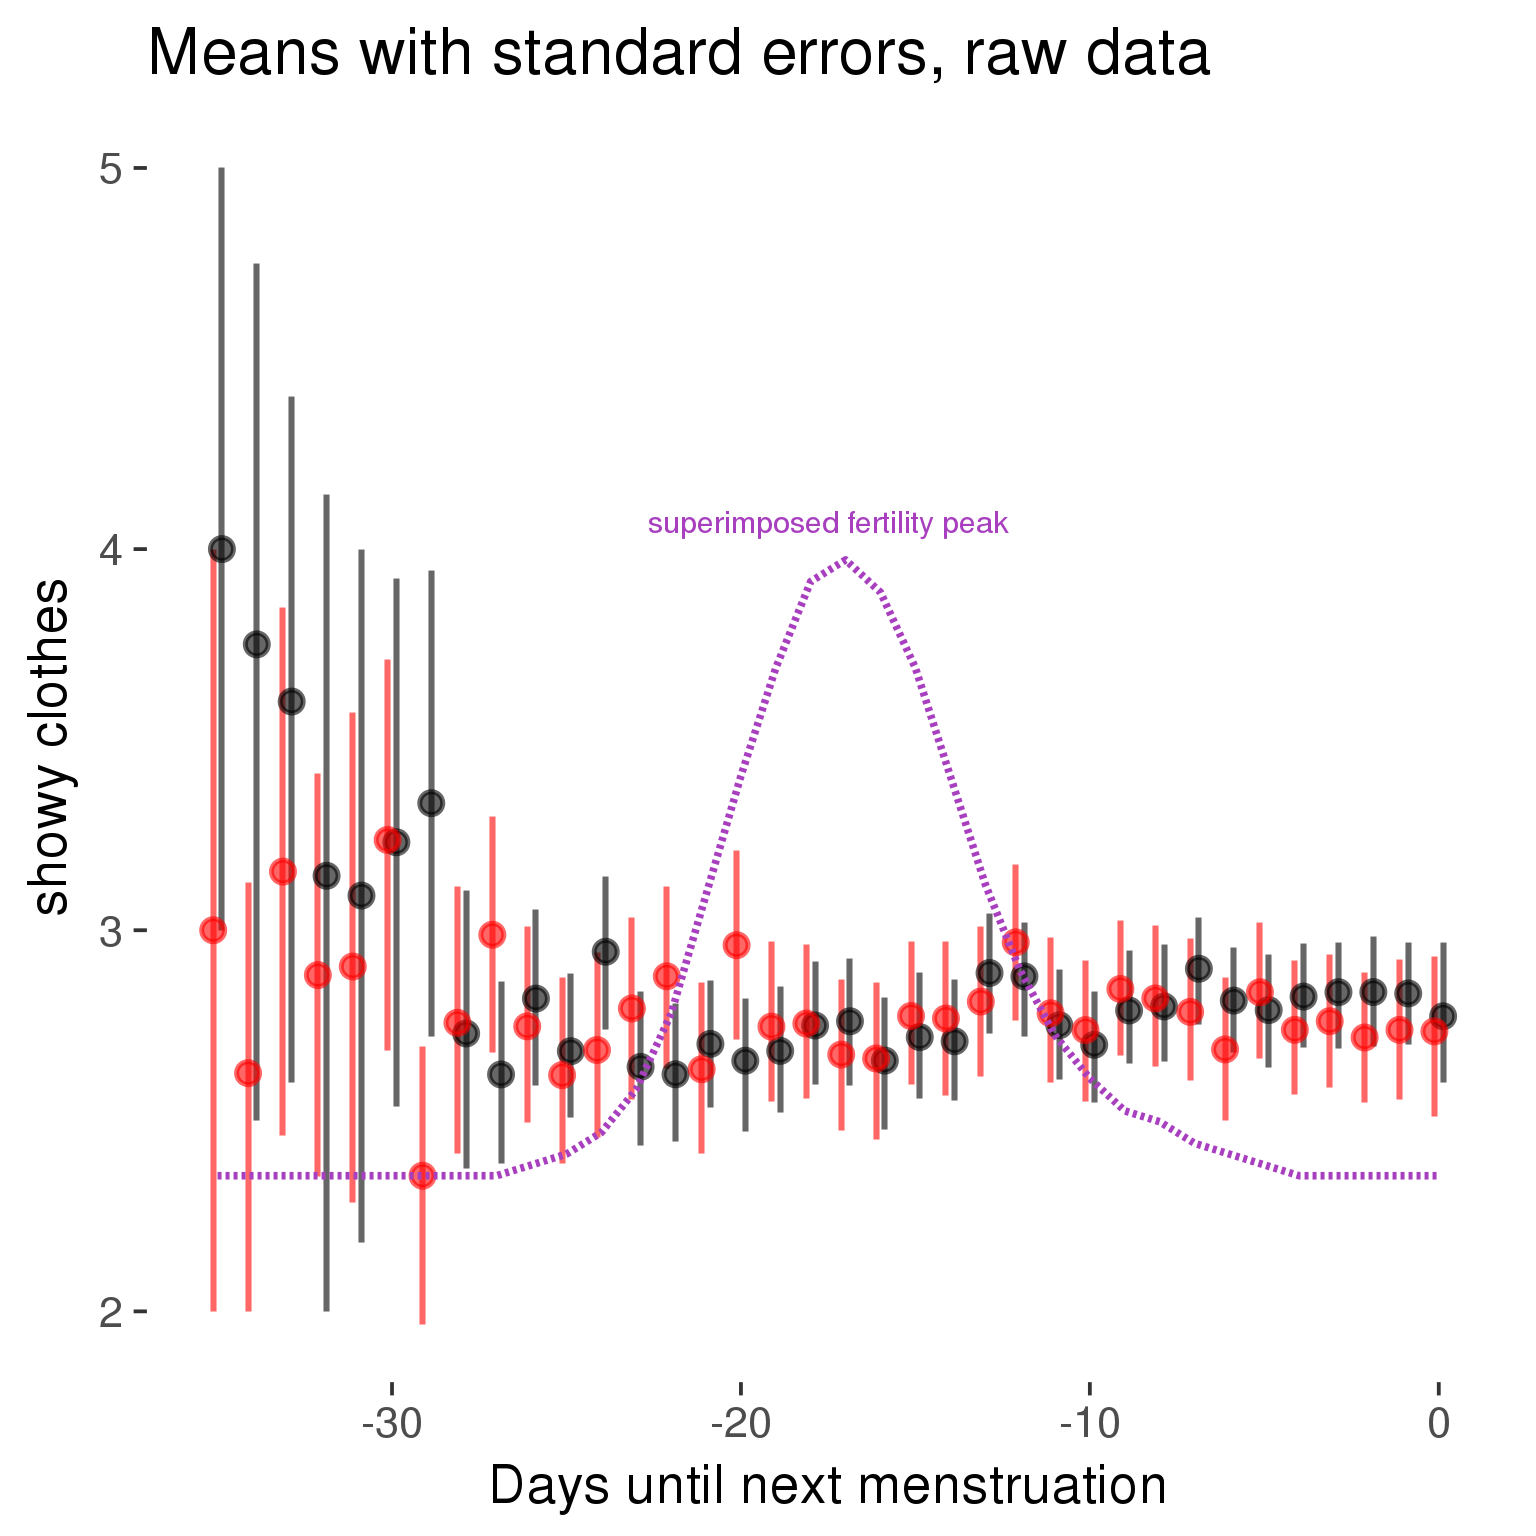 Means with standard errors, raw data
5
4
3
2
showy clothes
superimposed fertility peak
-30
-20
-10
0
Days until next menstruation